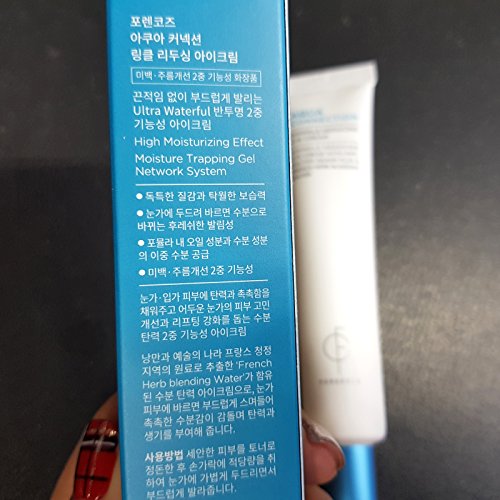 포렌코즈
아쿠아 커넥션
링클 리두싱 아이크림
미백·주름개선 2중 기능성 화장품
끈적임 없이 부드럽게 발리는
Ultra Waterful 반투명 2중
기능성 아이크림
High Moisturizing Effect
Moisture Trapping Gel
Network System
● 독특한 질감과 탁월한 보습력
● 눈가에 두드려 바르면 수분으로
바뀌는 후레쉬한 발림성
● 포뮬라 내 오일 성분과 수분 성분
의 이중 수분 공급
● 미백·주름개선 2중 기능성
눈가·입가 피부에 탄력과 촉촉함을
채워주고 어두운 눈가의 피부 고민
개선과 리프팅 강화를 돕는 수분
탄력 2중 기능성 아이크림
낭만과 예술의 나라 프랑스 청정
지역의 원료로 추출한 'French
Herb blending Water'가 함유
된 수분 탄력 아이크림으로, 눈가
피부에 바르면 부드럽게 스며들어
촉촉한 수분감이 감돌며 탄력과
생기를 부여해 줍니다.
사용방법 세안한 피부를 토너로
정돈한 후 손가락에 적당량을 취
하여 눈가에 가볍게 두드리면서
부드럽게 발라줍니다.